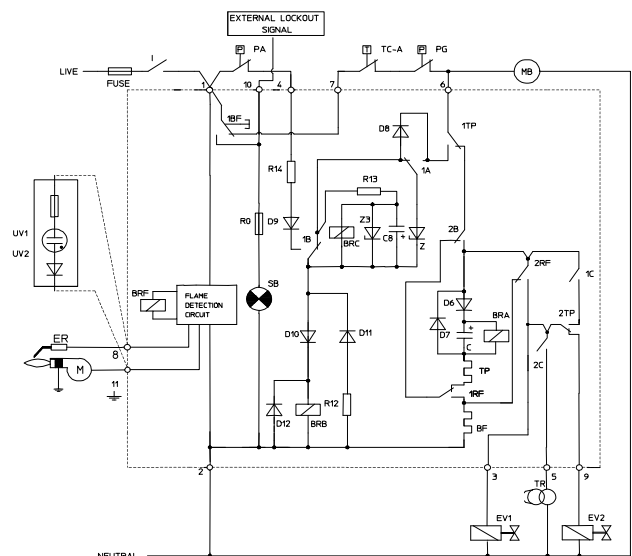 EXTERNAL LOCKOUT
SIGNAL
P PA
T TC-A
P PG
LIVE
FUSE
I
MB
1 10 4 7 6
1BF
D8
1TP
1A
R14
R13
UV1
UV2
R0
D9
1B
BRC
Z3
C8
+
Z
2B
2RF
1C
BRF
FLAME
DETECTION
CIRCUIT
SB
D6
BRA
2TP
D10
D11
D7
+
C
2C
ER
8
TP
M
11
R12
1RF
D12
BRB
BF
2
3 5 9
TR
EV1
EV2
NEUTRAL